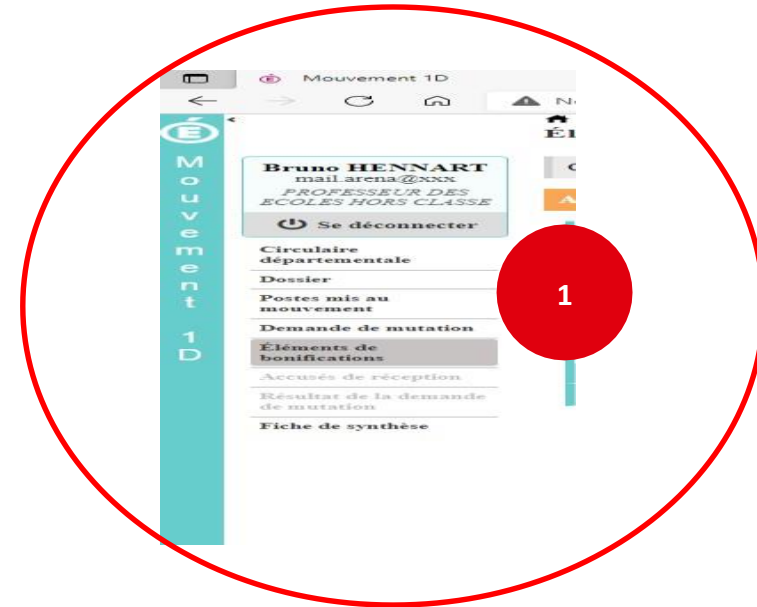 Mouvement 1D
É
Mouvement 1D
Bruno HENNART
mail.arena@xxx
PROFESSEUR DES
ECOLES HORS CLASSE
Se déconnecter
Circulaire
départementale
Dossier
Postes mis au
mouvement
Demande de mutation
Éléments de
bonifications
Accusés de réception
Résultat de la demande
de mutation
Fiche de synthèse
1